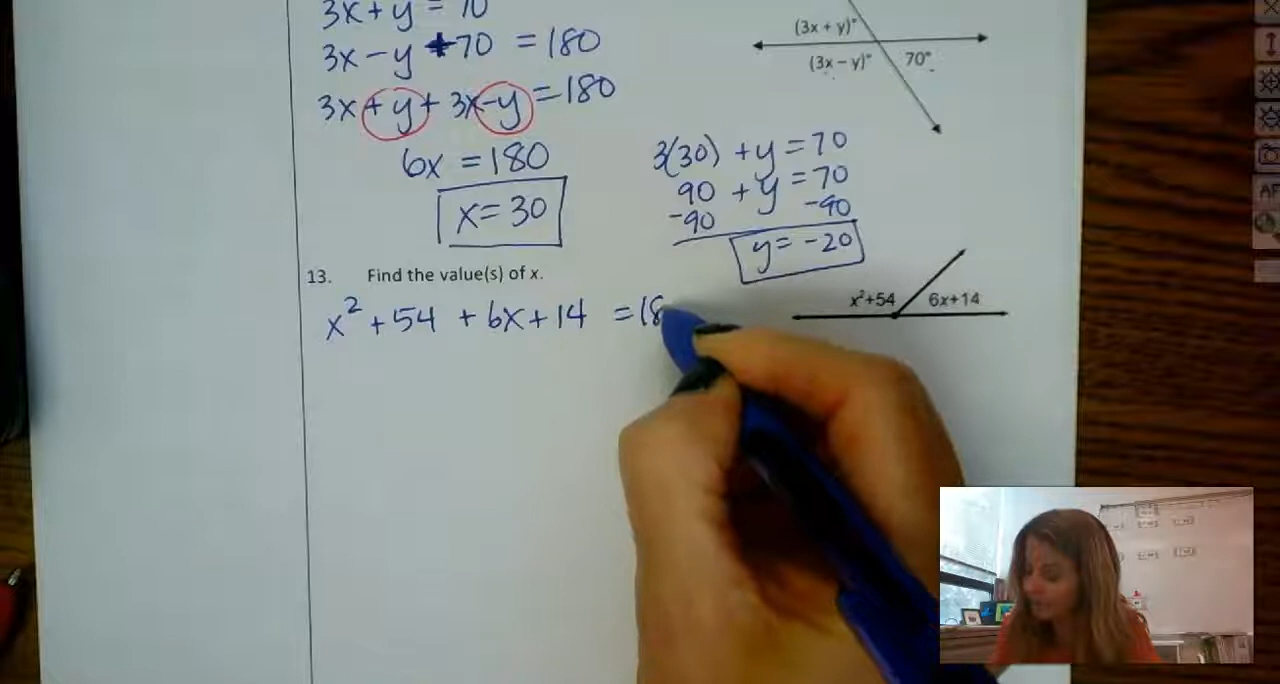 3x + y = 70
3x - y + 70 = 180
3x + y + 3x - y = 180
6x = 180
x = 30
(3x + y)°
(3x – y)°
70°
3(30) + y = 70
90 + y = 70
-90 -90
y = -20
13. Find the value(s) of x.
x² + 54 + 6x + 14 = 18
x²+54
6x+14
AF